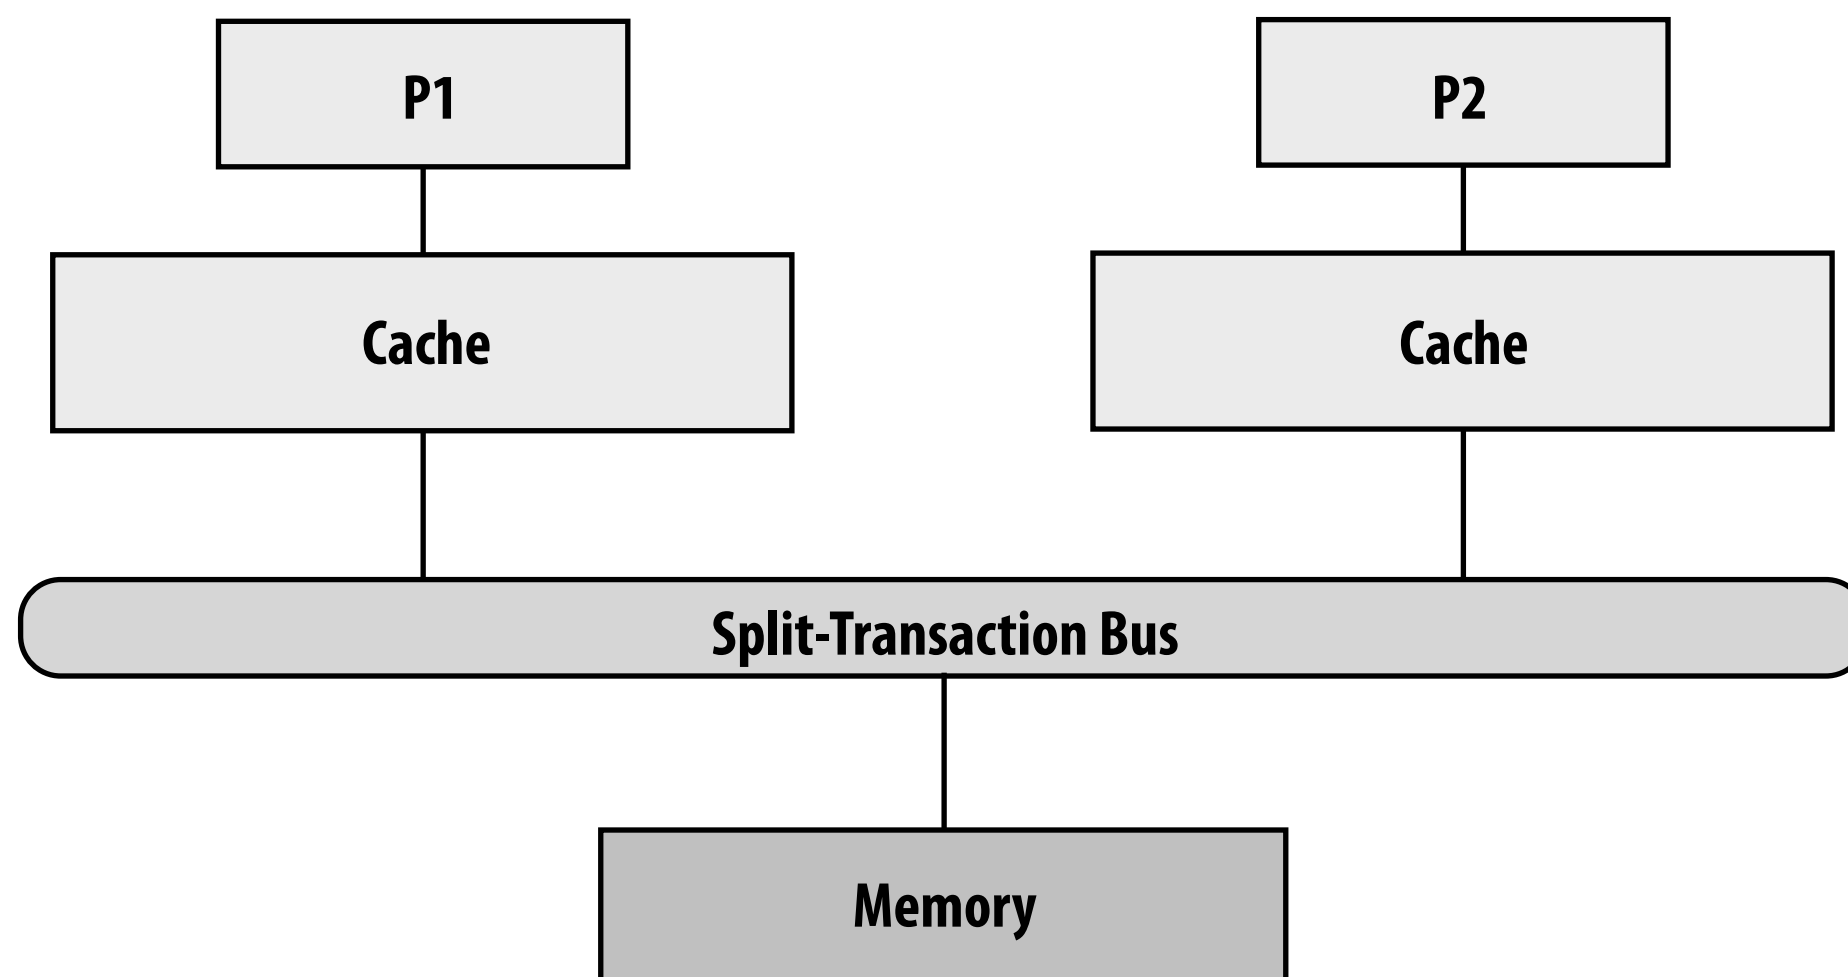 P1
P2
Cache
Cache
Split-Transaction Bus
Memory